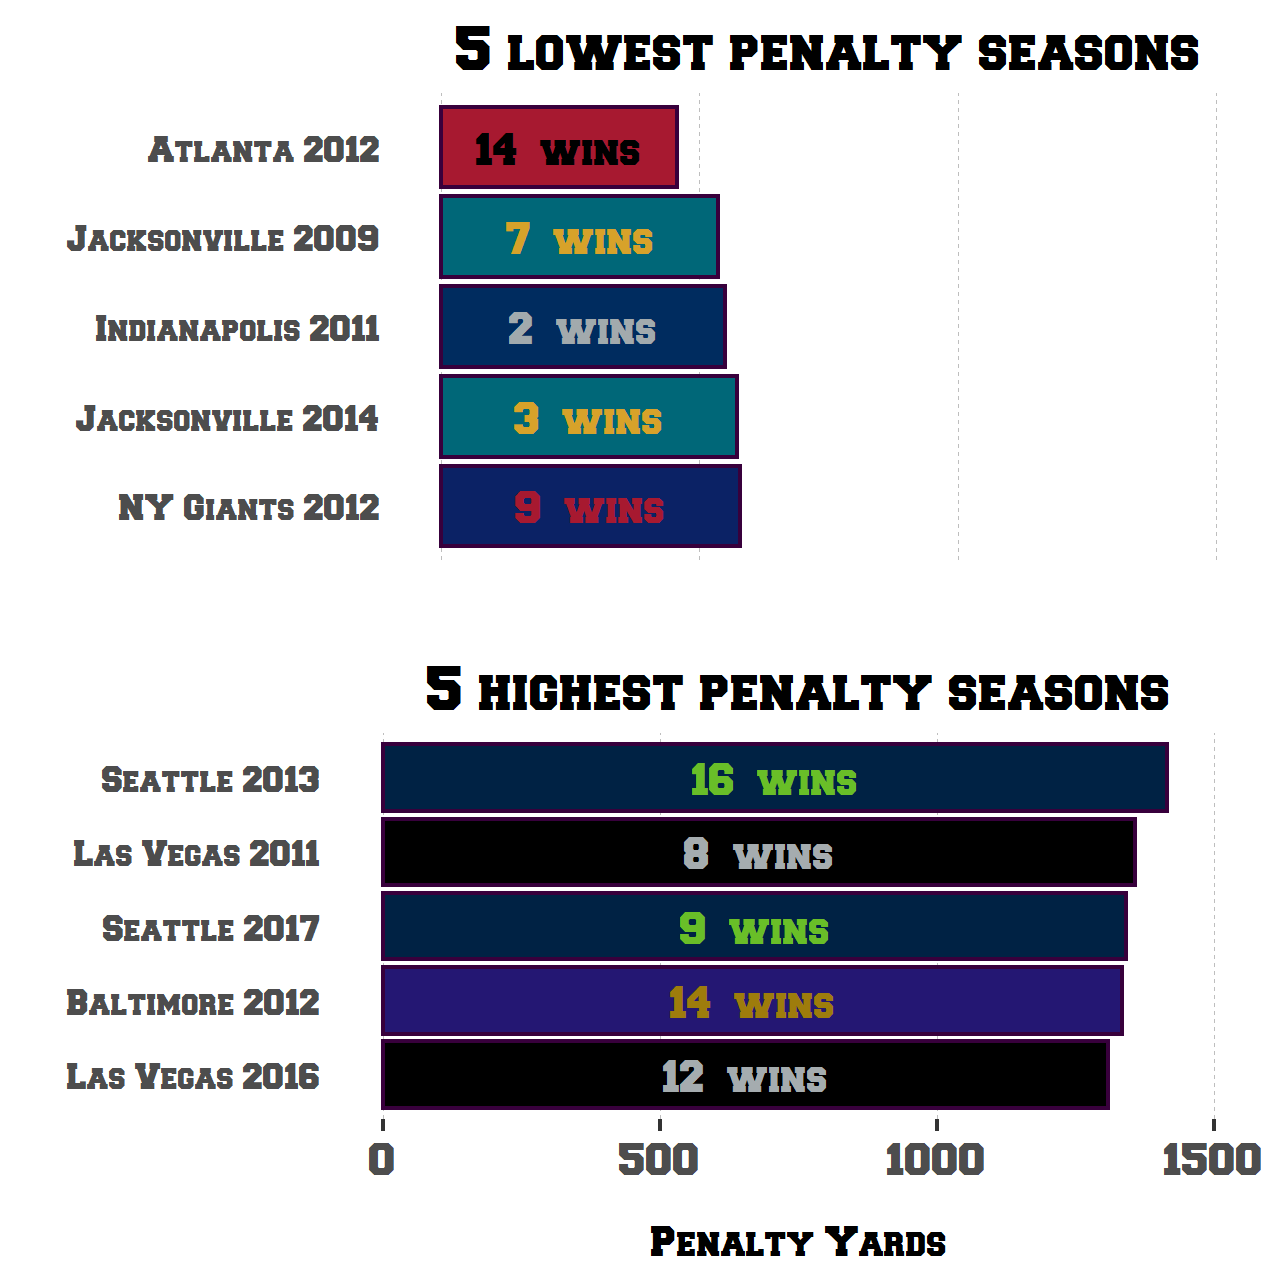 5 lowest penalty seasons
Atlanta 2012 14 wins
Jacksonville 2009 7 wins
Indianapolis 2011 2 wins
Jacksonville 2014 3 wins
NY Giants 2012 9 wins
5 highest penalty seasons
Seattle 2013 16 wins
Las Vegas 2011 8 wins
Seattle 2017 9 wins
Baltimore 2012 14 wins
Las Vegas 2016 12 wins
0 500 1000 1500
Penalty Yards